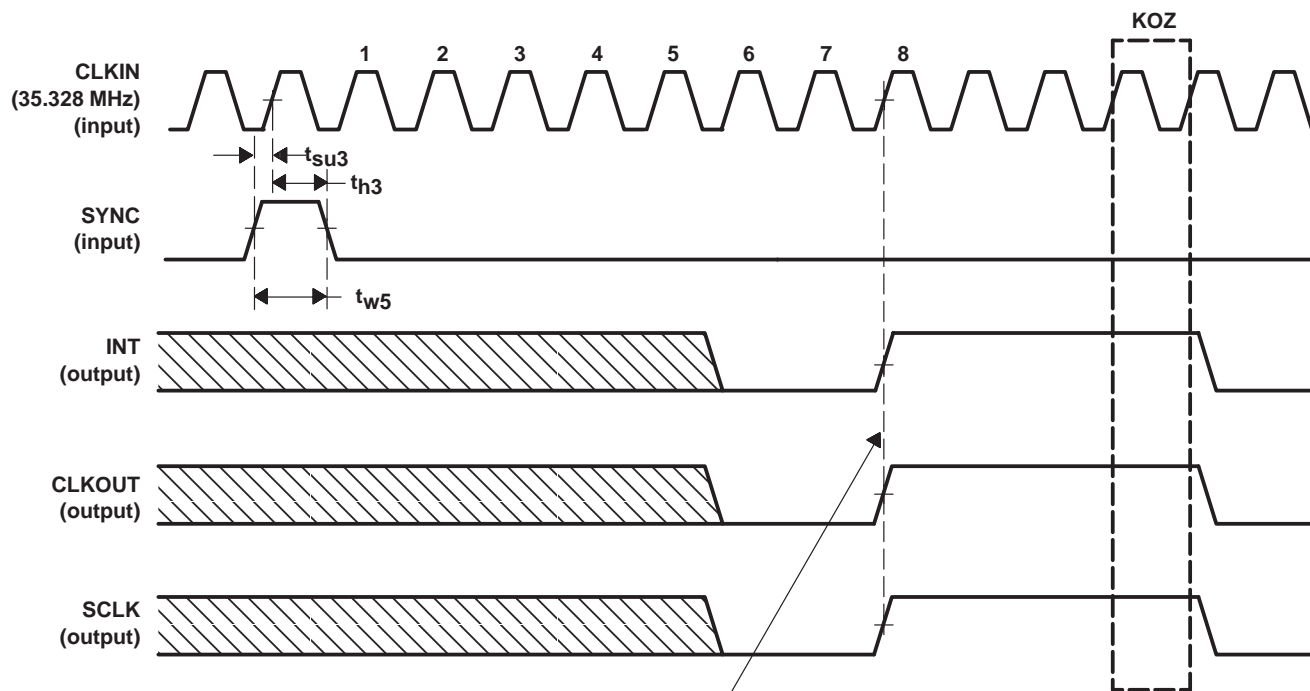 KOZ
1 2 3 4 5 6 7 8
CLKIN
(35.328 MHz)
(input)
tsu3
th3
SYNC
(input)
tw5
INT
(output)
CLKOUT
(output)
SCLK
(output)